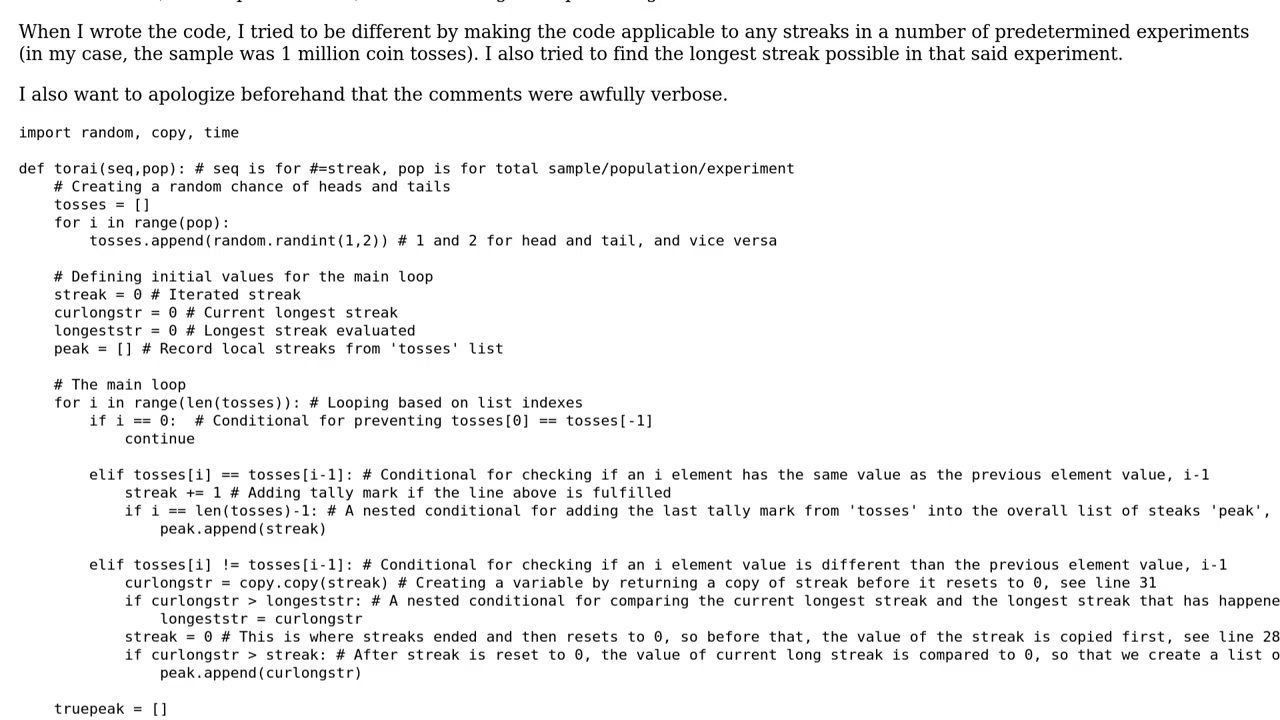 When I wrote the code, I tried to be different by making the code applicable to any streaks in a number of predetermined experiments
(in my case, the sample was 1 million coin tosses). I also tried to find the longest streak possible in that said experiment.
I also want to apologize beforehand that the comments were awfully verbose.
import random, copy, time
def torai(seq,pop): # seq is for #=streak, pop is for total sample/population/experiment
    # Creating a random chance of heads and tails
    tosses = []
    for i in range(pop):
        tosses.append(random.randint(1,2)) # 1 and 2 for head and tail, and vice versa
    # Defining initial values for the main loop
    streak = 0 # Iterated streak
    curlongstr = 0 # Current longest streak
    longeststr = 0 # Longest streak evaluated
    peak = [] # Record local streaks from 'tosses' list
    # The main loop
    for i in range(len(tosses)): # Looping based on list indexes
        if i == 0:  # Conditional for preventing tosses[0] == tosses[-1]
            continue
        elif tosses[i] == tosses[i-1]: # Conditional for checking if an i element has the same value as the previous element value, i-1
            streak += 1 # Adding tally mark if the line above is fulfilled
            if i == len(tosses)-1: # A nested conditional for adding the last tally mark from 'tosses' into the overall list of steaks 'peak',
                peak.append(streak)
        elif tosses[i] != tosses[i-1]: # Conditional for checking if an i element value is different than the previous element value, i-1
            curlongstr = copy.copy(streak) # Creating a variable by returning a copy of streak before it resets to 0, see line 31
            if curlongstr > longeststr: # A nested conditional for comparing the current longest streak and the longest streak that has happene
                longeststr = curlongstr
            streak = 0 # This is where streaks ended and then resets to 0, so before that, the value of the streak is copied first, see line 28
            if curlongstr > streak: # After streak is reset to 0, the value of current long streak is compared to 0, so that we create a list o
                peak.append(curlongstr)
    truepeak = []